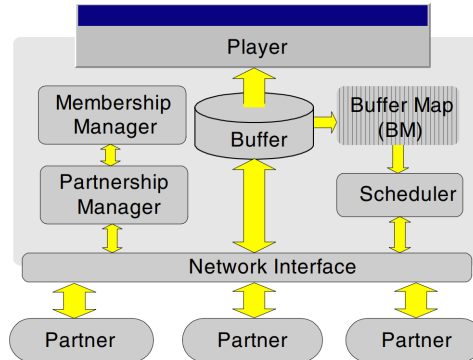 Player
Membership
Manager
Buffer
Buffer Map
(BM)
Partnership
Manager
Scheduler
Network Interface
Partner
Partner
Partner